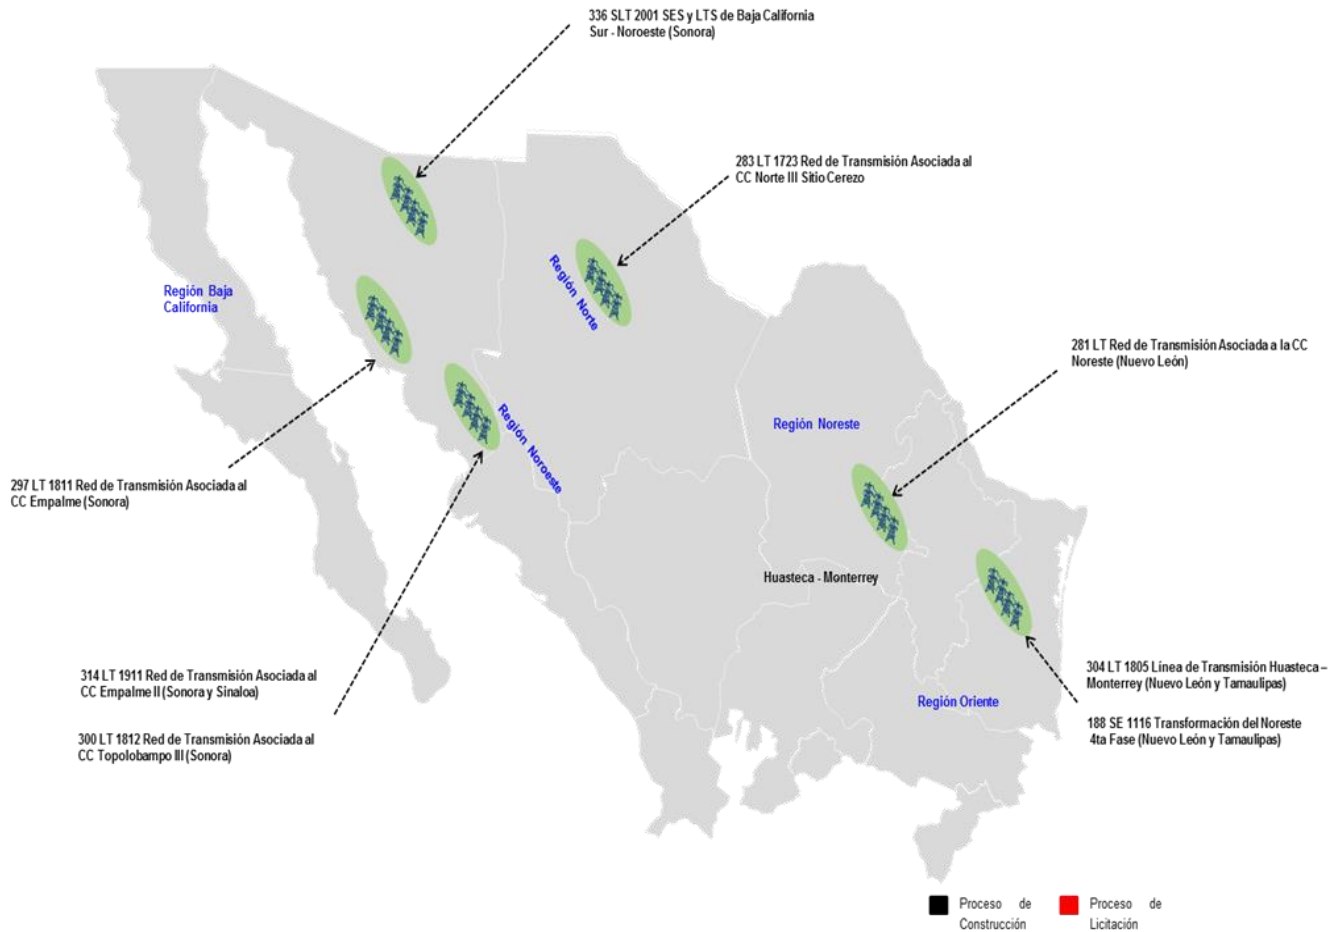 336 SLT 2001 SES y LTS de Baja California
Sur - Noroeste (Sonora)
283 LT 1723 Red de Transmisión Asociada al
CC Norte III Sitio Cerezo
Región Norte
Región Baja
California
281 LT Red de Transmisión Asociada a la CC
Noreste (Nuevo León)
Región Noreste
Región Noroeste
297 LT 1811 Red de Transmisión Asociada al
CC Empalme (Sonora)
Huasteca - Monterrey
314 LT 1911 Red de Transmisión Asociada al
CC Empalme II (Sonora y Sinaloa)
300 LT 1812 Red de Transmisión Asociada al
CC Topolobampo III (Sonora)
304 LT 1805 Línea de Transmisión Huasteca –
Monterrey (Nuevo León y Tamaulipas)
Región Oriente
188 SE 1116 Transformación del Noreste
4ta Fase (Nuevo León y Tamaulipas)
Proceso de
Construcción
Proceso de
Licitación